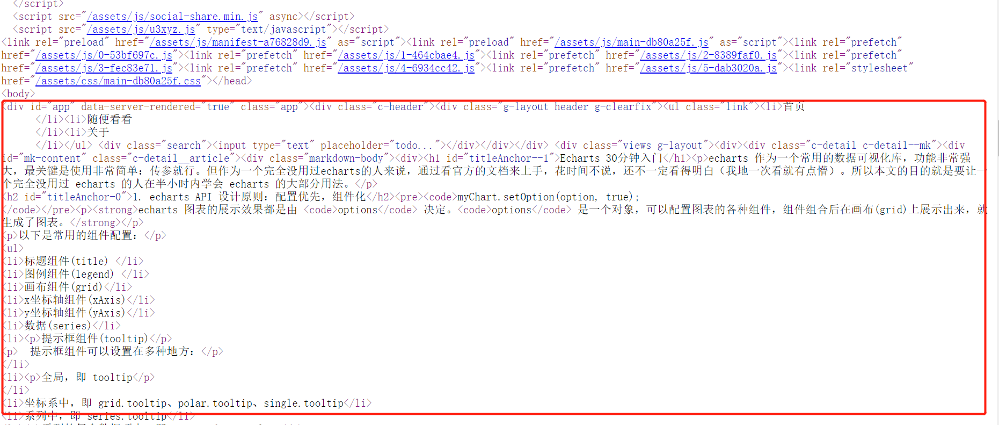 </script>
<script src="/assets/js/social-share.min.js" async></script>
<script src="/assets/js/u3xyz.js" type="text/javascript"></script>
<link rel="preload" href="/assets/js/manifest-a76828d9.js" as="script"><link rel="preload" href="/assets/js/main-db80a25f.js" as="script"><link rel="prefetch"
href="/assets/js/0-53bf697c.js"><link rel="prefetch" href="/assets/js/1-464cbae4.js"><link rel="prefetch" href="/assets/js/2-8389faf0.js"><link rel="prefetch"
href="/assets/js/3-fec83e71.js"><link rel="prefetch" href="/assets/js/4-6934cc42.js"><link rel="prefetch" href="/assets/js/5-dab3020a.js"><link rel="stylesheet"
href="/assets/css/main-db80a25f.css"></head>
<body>
<div id="app" data-server-rendered="true" class="app"><div class="c-header"><div class="g-layout header g-clearfix"><ul class="link"><li>首页
</li><li>随便看看
</li><li>关于
</li></ul> <div class="search"><input type="text" placeholder="todo..."></div></div></div> <div class="views g-layout"><div><div class="c-detail c-detail--mk"><div
id="mk-content" class="c-detail__article"><div class="markdown-body"><div><h1 id="titleAnchor--1">Echarts 30分钟入门</h1><p>echarts 作为一个常用的数据可视化库，功能非常强
大，最关键是使用非常简单：传参就行。但作为一个完全没用过echarts的人来说，通过看官方的文档来上手，花时间不说，还不一定看得明白（我地一次看就有点懵）。所以本文的目的就是要让一
个完全没用过 echarts 的人在半小时内学会 echarts 的大部分用法。</p>
<h2 id="titleAnchor-0">1. echarts API 设计原则：配置优先，组件化</h2><pre><code>myChart.setOption(option, true);
</code></pre><p><strong>echarts 图表的展示效果都是由 <code>options</code> 决定。<code>options</code> 是一个对象，可以配置图表的各种组件，组件组合后在画布(grid)上展示出来，就
生成了图表。</strong></p>
<p>以下是常用的组件配置：</p>
<ul>
<li>标题组件(title) </li>
<li>图例组件(legend) </li>
<li>画布组件(grid)</li>
<li>x坐标轴组件(xAxis)</li>
<li>y坐标轴组件(yAxis)</li>
<li>数据(series)</li>
<li><p>提示框组件(tooltip)</p>
<p>  提示框组件可以设置在多种地方：</p>
</li>
<li><p>全局，即 tooltip</p>
</li>
<li>坐标系中，即 grid.tooltip、polar.tooltip、single.tooltip</li>
<li>系列中，即 series.tooltip</li>